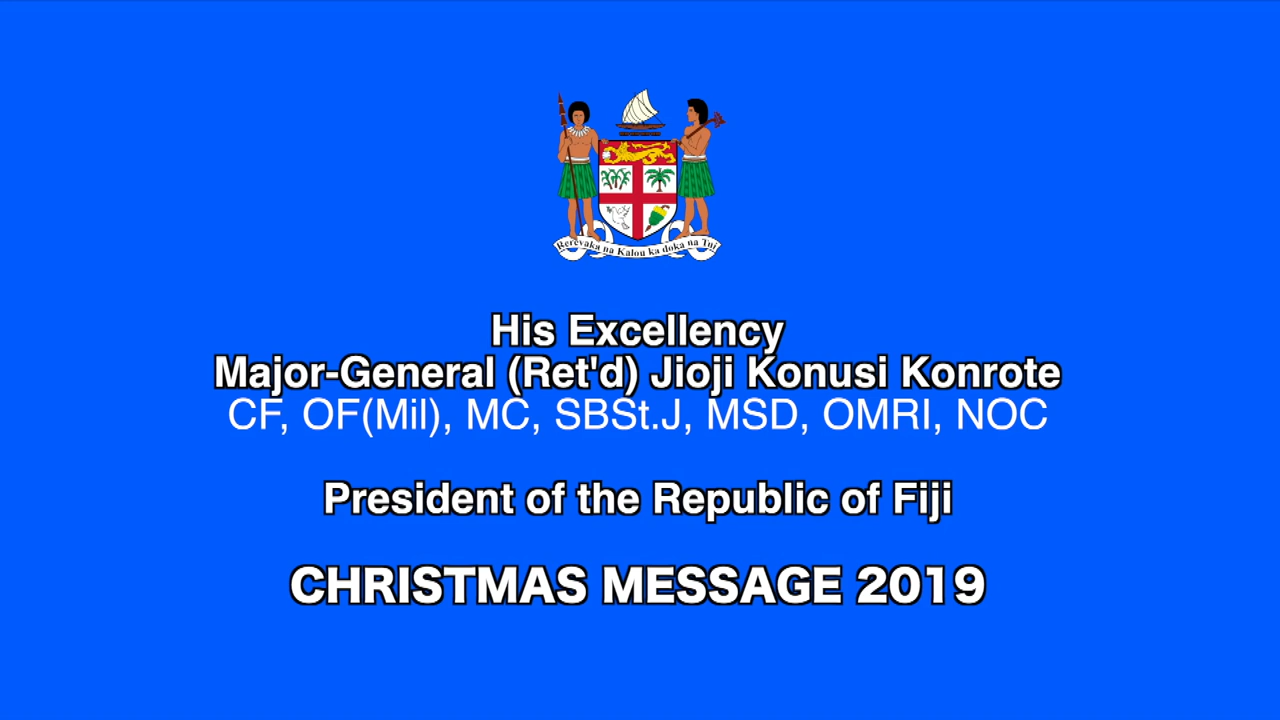 Rerevaka na Kalou ka doka na Tui
His Excellency
Major-General (Ret'd) Jioji Konusi Konrote
CF, OF(Mil), MC, SBSt.J, MSD, OMRI, NOC
President of the Republic of Fiji
CHRISTMAS MESSAGE 2019